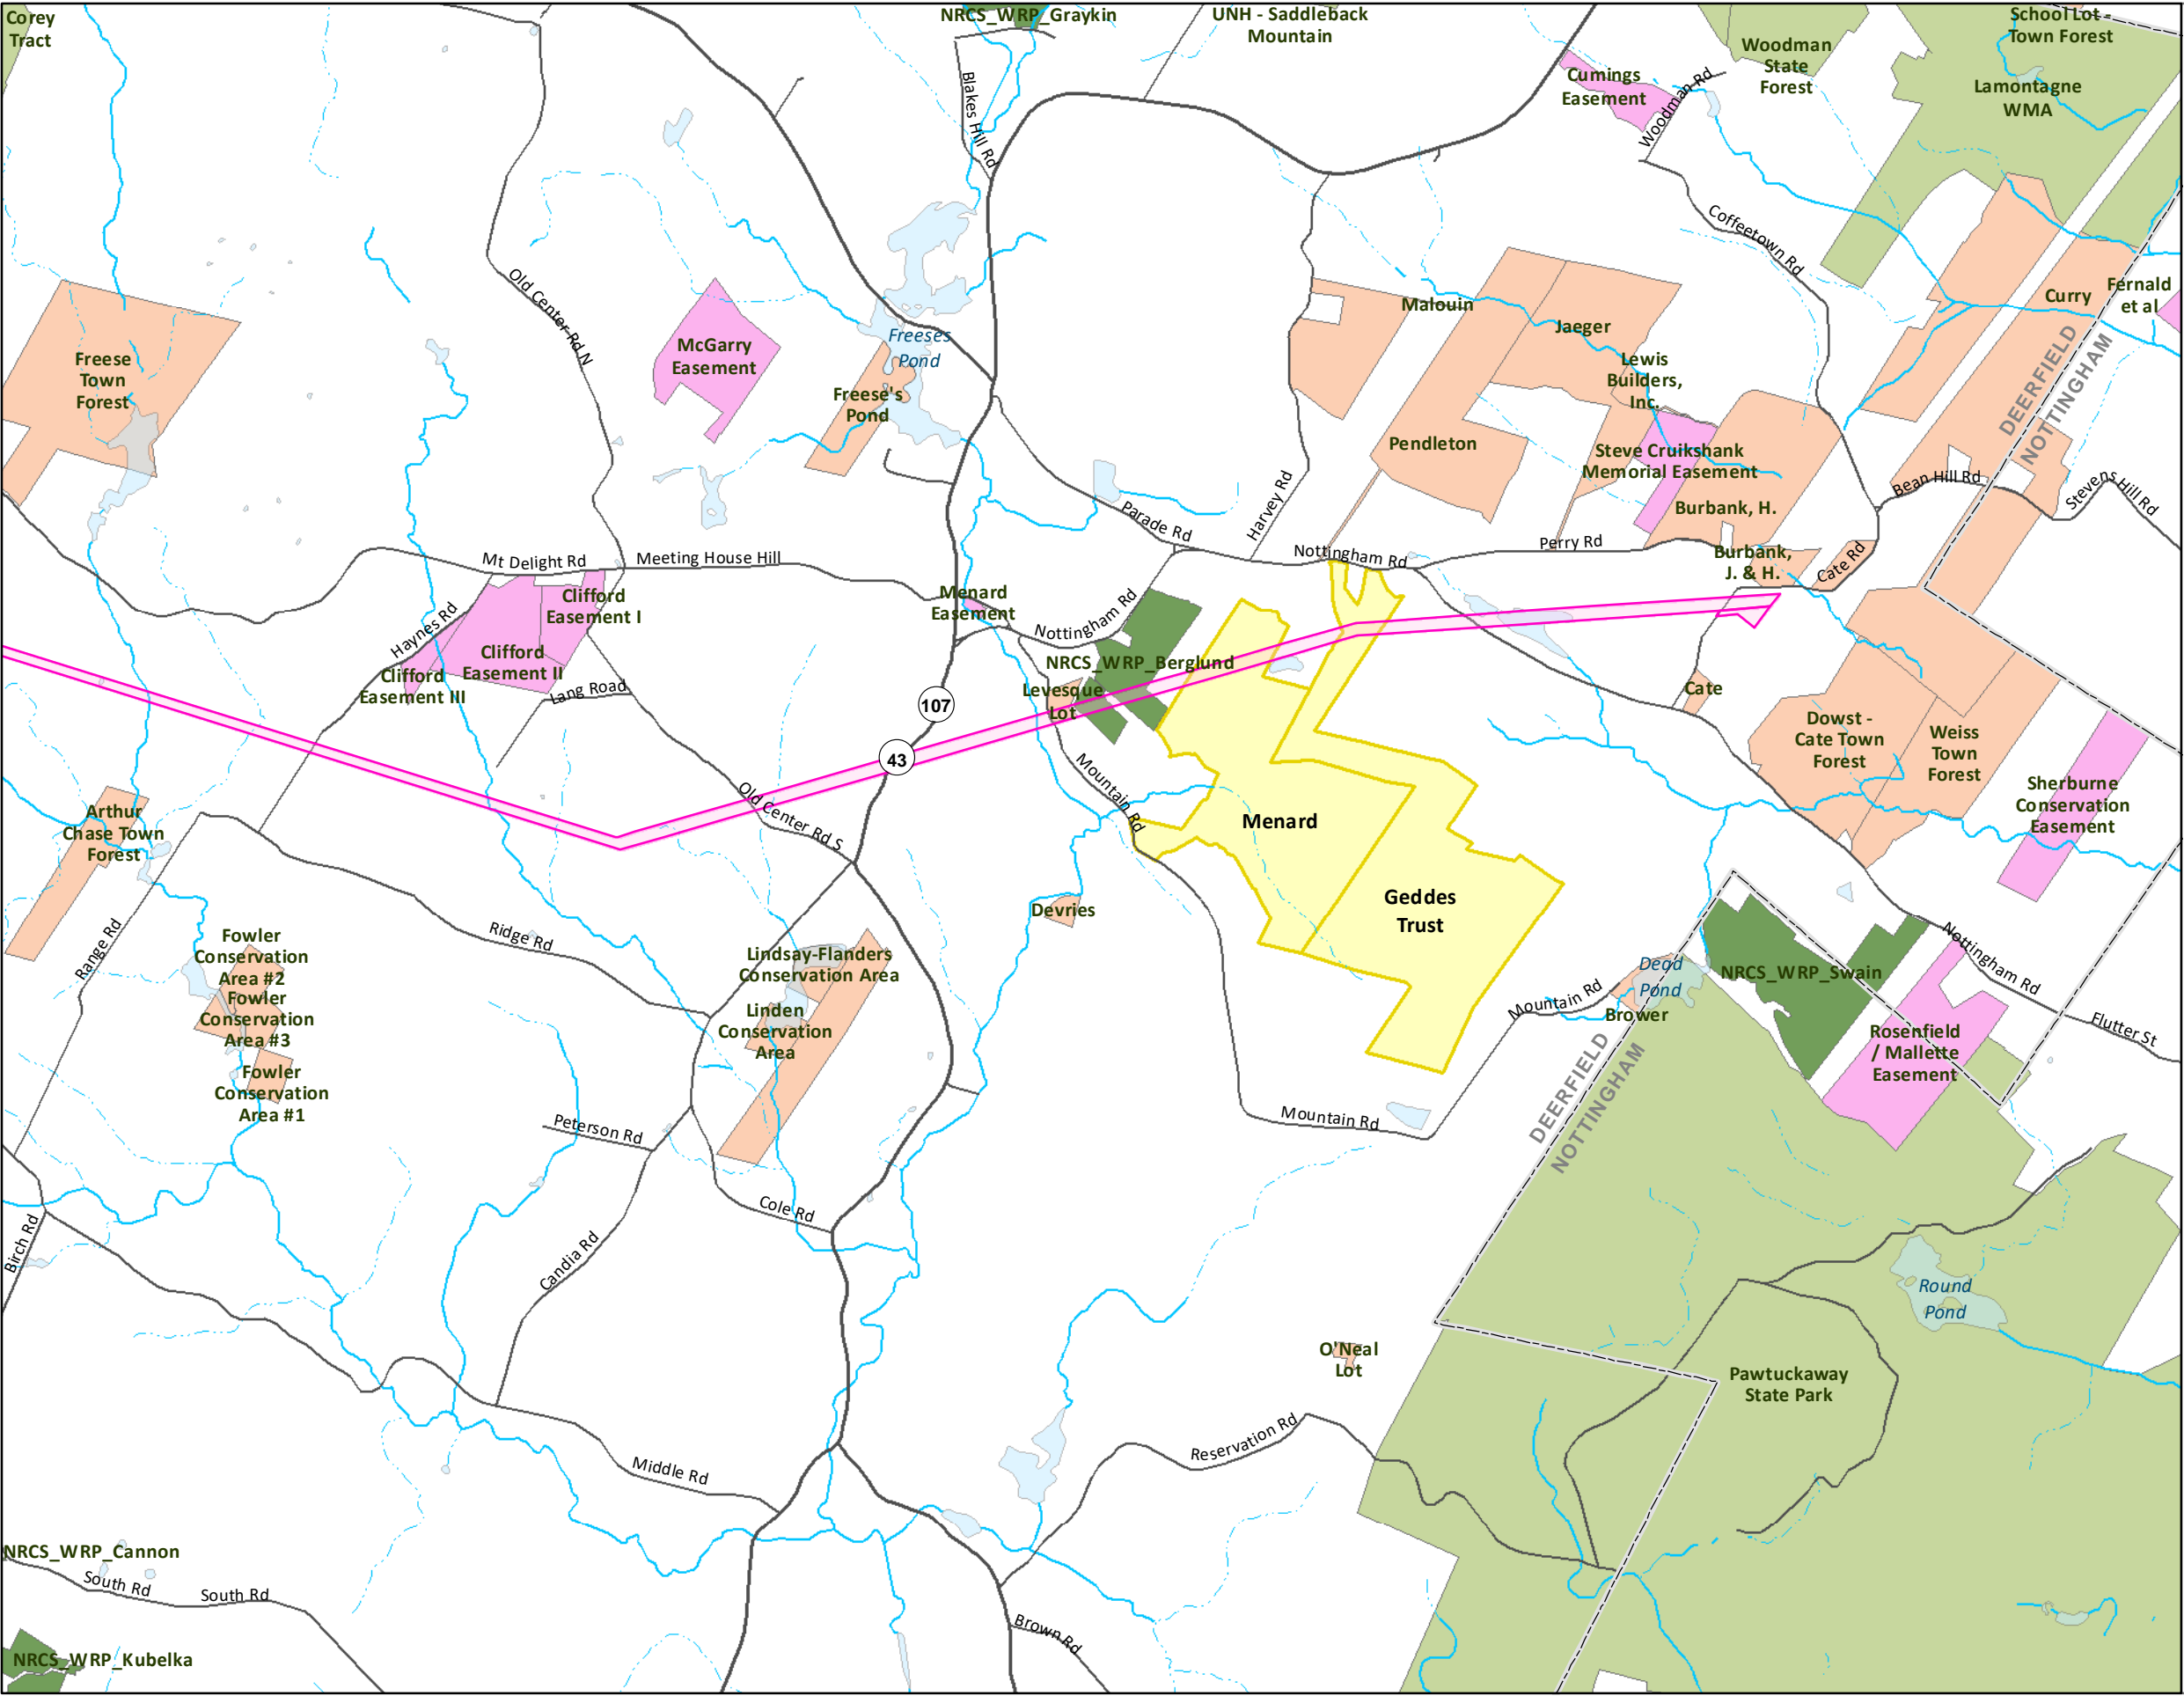 Corey
Tract
NRCS_WRP_Graykin
UNH - Saddleback
Mountain
School Lot -
Town Forest
Woodman
State
Forest
Cumings
Easement
Woodman Rd
Lamontagne
WMA
Blakes Hill Rd
Coffeetown Rd
Old Center Rd N
Malouin
Jaeger
Curry
Fernald
et al
Freese
Town
Forest
McGarry
Easement
Freeses
Pond
Freese's
Pond
Lewis
Builders,
Inc.
DEERFIELD
NOTTINGHAM
Pendleton
Steve Cruikshank
Memorial Easement
Harvey Rd
Parade Rd
Burbank, H.
Bean Hill Rd
Stevens Hill Rd
Mt Delight Rd
Meeting House Hill
Nottingham Rd
Perry Rd
Burbank,
J. & H.
Cate Rd
Clifford
Easement I
Menard
Easement
Haynes Rd
Nottingham Rd
Clifford
Easement II
Clifford
Easement III
Lang Road
NRCS_WRP_Berglund
Levesque
Lot
107
43
Cate
Dowst -
Cate Town
Forest
Weiss
Town
Forest
Sherburne
Conservation
Easement
Arthur
Chase Town
Forest
Old Center Rd S
Mountain Rd
Menard
Geddes
Trust
Devries
Range Rd
Ridge Rd
Fowler
Conservation
Area #2
Fowler
Conservation
Area #3
Fowler
Conservation
Area #1
Lindsay-Flanders
Conservation Area
Linden
Conservation
Area
Dead
Pond
Brower
Mountain Rd
NRCS_WRP_Swain
Nottingham Rd
Flutter St
Rosenfield
/ Mallette
Easement
DEERFIELD
NOTTINGHAM
Mountain Rd
Peterson Rd
Cole Rd
Candia Rd
Birch Rd
Round
Pond
O'Neal
Lot
Pawtuckaway
State Park
Reservation Rd
Middle Rd
NRCS_WRP_Cannon
South Rd
South Rd
Brown Rd
NRCS_WRP_Kubelka